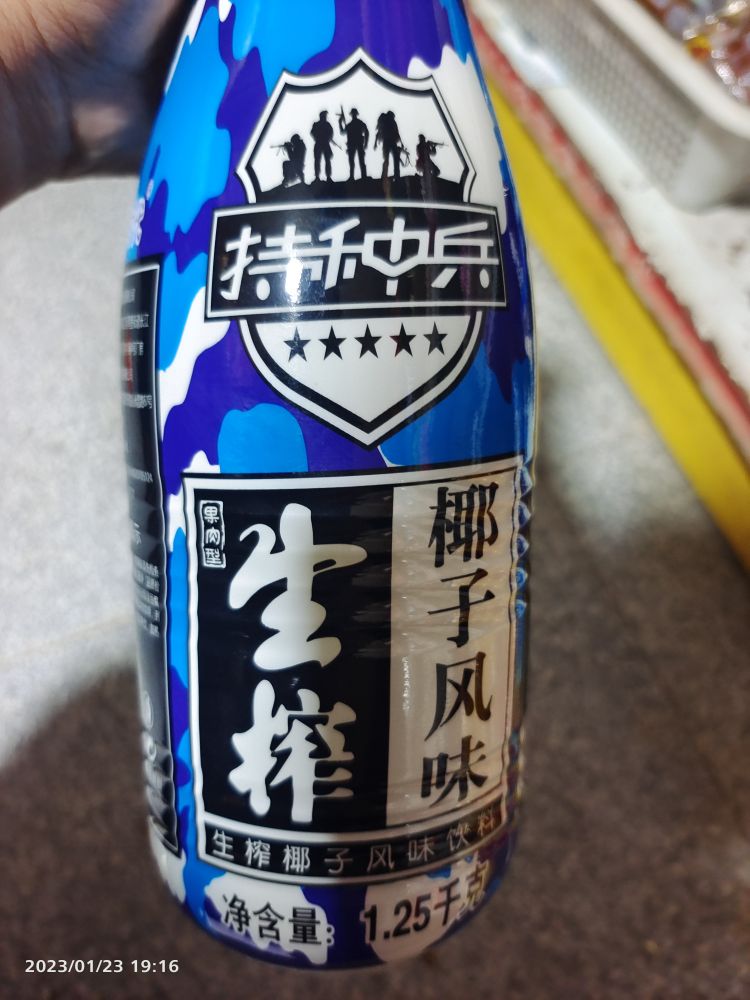 特种兵
果肉型
生榨
椰子风味
生榨椰子风味饮料
净含量: 1.25千克
2023/01/23 19:16